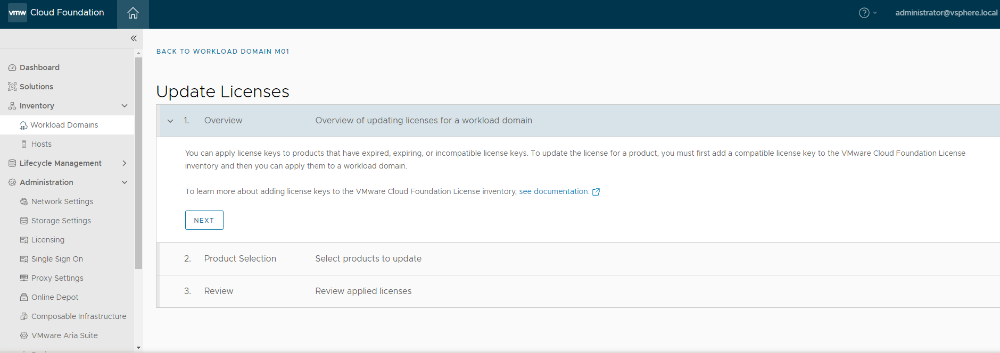 vmw Cloud Foundation
administrator@vsphere.local
Dashboard
Solutions
Inventory
Workload Domains
Hosts
Lifecycle Management
Administration
Network Settings
Storage Settings
Licensing
Single Sign On
Proxy Settings
Online Depot
Composable Infrastructure
VMware Aria Suite
BACK TO WORKLOAD DOMAIN M01
Update Licenses
1. Overview Overview of updating licenses for a workload domain
You can apply license keys to products that have expired, expiring, or incompatible license keys. To update the license for a product, you must first add a compatible license key to the VMware Cloud Foundation License
inventory and then you can apply them to a workload domain.
To learn more about adding license keys to the VMware Cloud Foundation License inventory, see documentation.
NEXT
2. Product Selection Select products to update
3. Review Review applied licenses